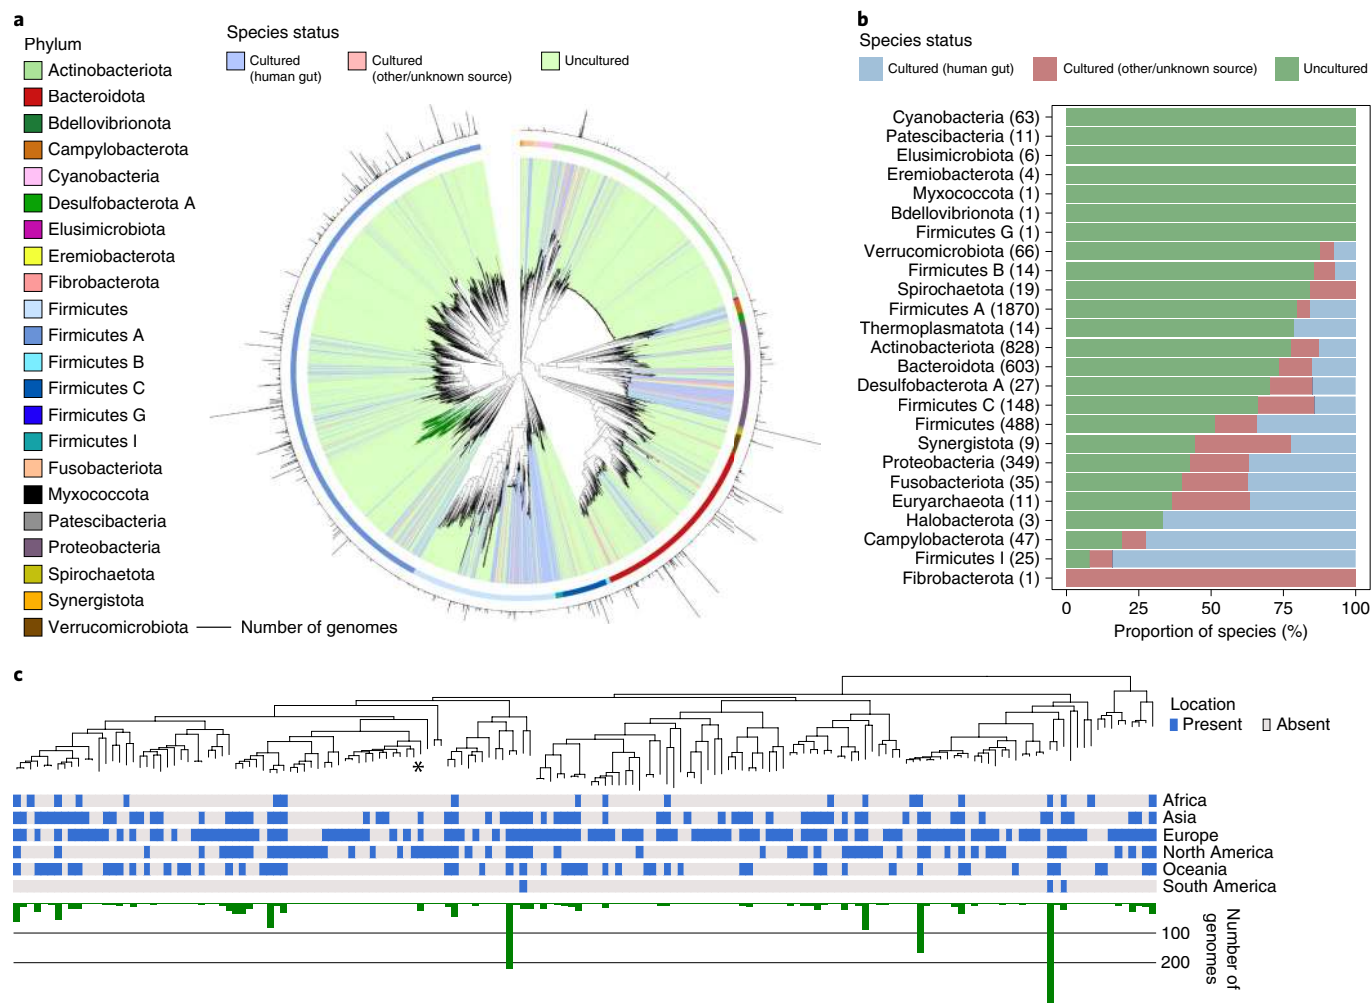 a
Phylum
Actinobacteriota
Bacteroidota
Bdellovibrionota
Campylobacterota
Cyanobacteria
Desulfobacterota A
Elusimicrobiota
Eremiobacterota
Fibrobacterota
Firmicutes
Firmicutes A
Firmicutes B
Firmicutes C
Firmicutes G
Firmicutes I
Fusobacteriota
Myxococcota
Patescibacteria
Proteobacteria
Spirochaetota
Synergistota
Verrucomicrobiota
Number of genomes
Species status
Cultured
(human gut)
Cultured
(other/unknown source)
Uncultured
b
Species status
Cultured (human gut)
Cultured (other/unknown source)
Uncultured
Cyanobacteria (63)
Patescibacteria (11)
Elusimicrobiota (6)
Eremiobacterota (4)
Myxococcota (1)
Bdellovibrionota (1)
Firmicutes G (1)
Verrucomicrobiota (66)
Firmicutes B (14)
Spirochaetota (19)
Firmicutes A (1870)
Thermoplasmatota (14)
Actinobacteriota (828)
Bacteroidota (603)
Desulfobacterota A (27)
Firmicutes C (148)
Firmicutes (488)
Synergistota (9)
Proteobacteria (349)
Fusobacteriota (35)
Euryarchaeota (11)
Halobacterota (3)
Campylobacterota (47)
Firmicutes I (25)
Fibrobacterota (1)
0 25 50 75 100
Proportion of species (%)
c
*
Location
Present Absent
Africa
Asia
Europe
North America
Oceania
South America
100
200
Number of
genomes